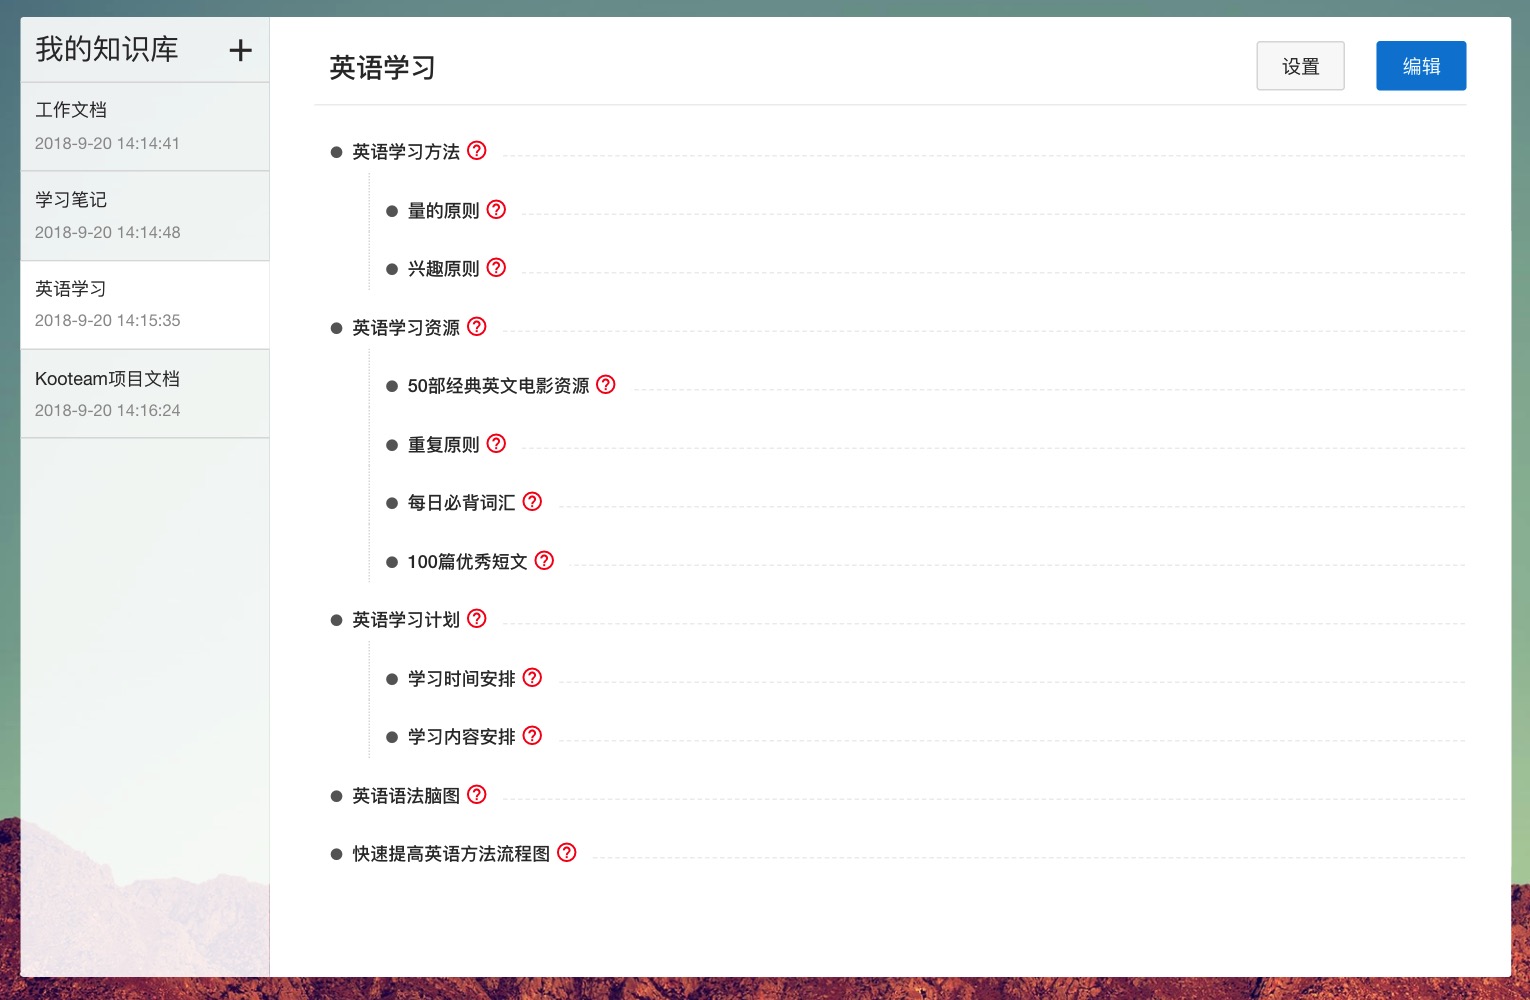 我的知识库
工作文档
2018-9-20 14:14:41
学习笔记
2018-9-20 14:14:48
英语学习
2018-9-20 14:15:35
Kooteam项目文档
2018-9-20 14:16:24
英语学习
设置
编辑
英语学习方法
量的原则
兴趣原则
英语学习资源
50部经典英文电影资源
重复原则
每日必背词汇
100篇优秀短文
英语学习计划
学习时间安排
学习内容安排
英语语法脑图
快速提高英语方法流程图